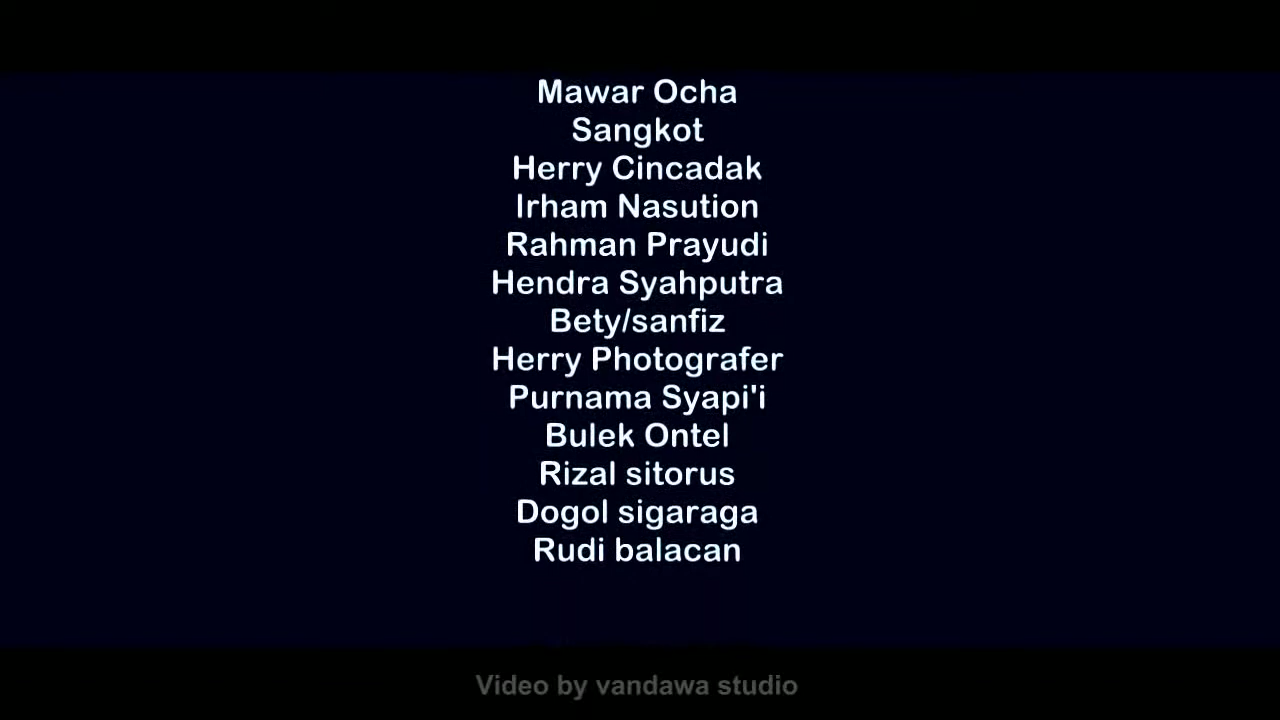 Mawar Ocha
Sangkot
Herry Cincadak
Irham Nasution
Rahman Prayudi
Hendra Syahputra
Bety/sanfiz
Herry Photografer
Purnama Syapi'i
Bulek Ontel
Rizal sitorus
Dogol sigaraga
Rudi balacan
Video by vandawa studio